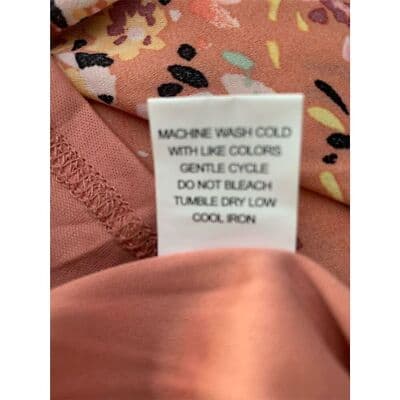 MACHINE WASH COLD
WITH LIKE COLORS
GENTLE CYCLE
DO NOT BLEACH
TUMBLE DRY LOW
COOL IRON